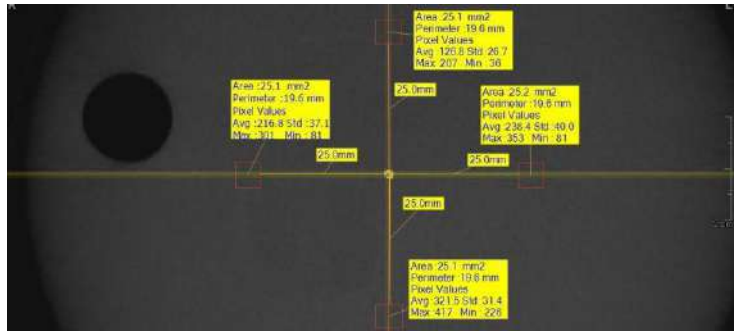 R
L
Area :25.1 mm2
Perimeter :19.6 mm
Pixel Values
Avg :126.8 Std :26.7
Max :207 Min : 36
25.0mm
Area :25.1 mm2
Perimeter :19.6 mm
Pixel Values
Avg :216.8 Std :37.1
Max :301 Min : 81
25.0mm
Area :25.2 mm2
Perimeter :19.6 mm
Pixel Values
Avg :238.4 Std :40.0
Max :353 Min : 81
25.0mm
25.0mm
Area :25.1 mm2
Perimeter :19.6 mm
Pixel Values
Avg :321.5 Std :31.4
Max :417 Min : 226